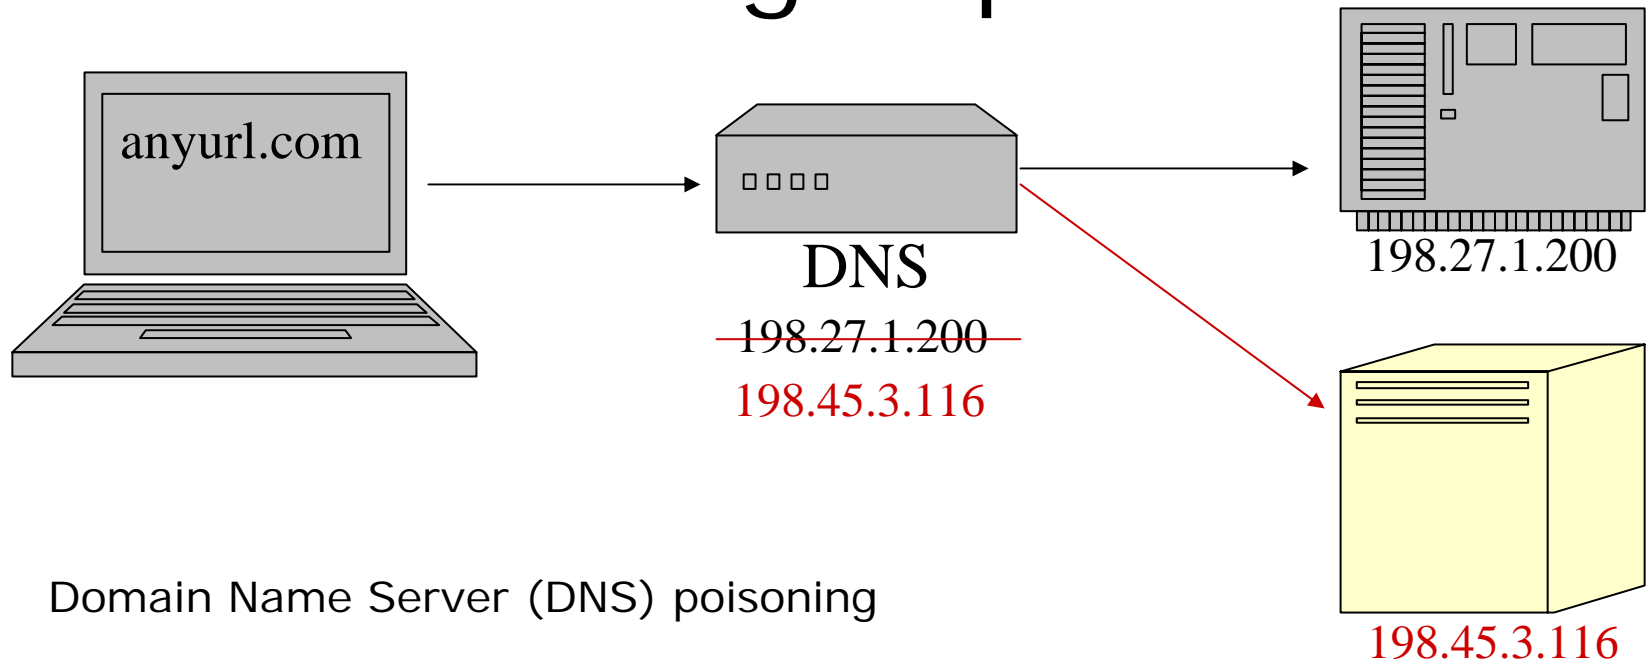 anyurl.com
DNS
198.27.1.200
198.45.3.116
198.27.1.200
198.45.3.116
Domain Name Server (DNS) poisoning